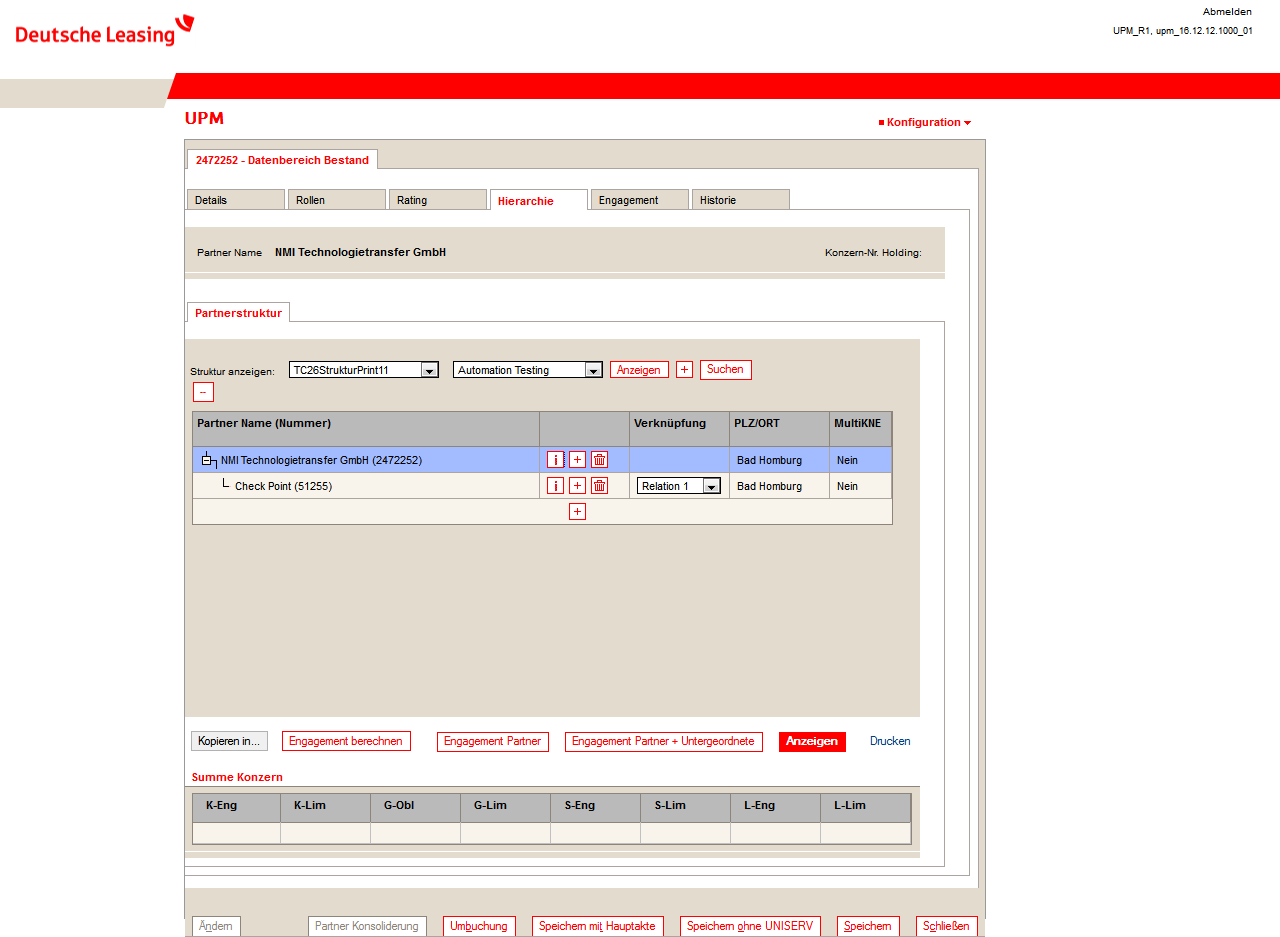 Deutsche Leasing
Abmelden
UPM_R1, upm_16.12.12.1000_01
UPM
Konfiguration
2472252 - Datenbereich Bestand
Details Rollen Rating Hierarchie Engagement Historie
Partner Name NMI Technologietransfer GmbH Konzern-Nr. Holding:
Partnerstruktur
Struktur anzeigen: TC26StrukturPrint11 Automation Testing Anzeigen + Suchen
--
Partner Name (Nummer) Verknüpfung PLZ/ORT MultiKNE
NMI Technologietransfer GmbH (2472252) i + Bad Homburg Nein
Check Point (51255) i + Relation 1 Bad Homburg Nein
+
Kopieren in... Engagement berechnen Engagement Partner Engagement Partner + Untergeordnete Anzeigen Drucken
Summe Konzern
K-Eng K-Lim G-Obl G-Lim S-Eng S-Lim L-Eng L-Lim
Ändern Partner Konsolidierung Umbuchung Speichern mit Hauptakte Speichern ohne UNISERV Speichern Schließen